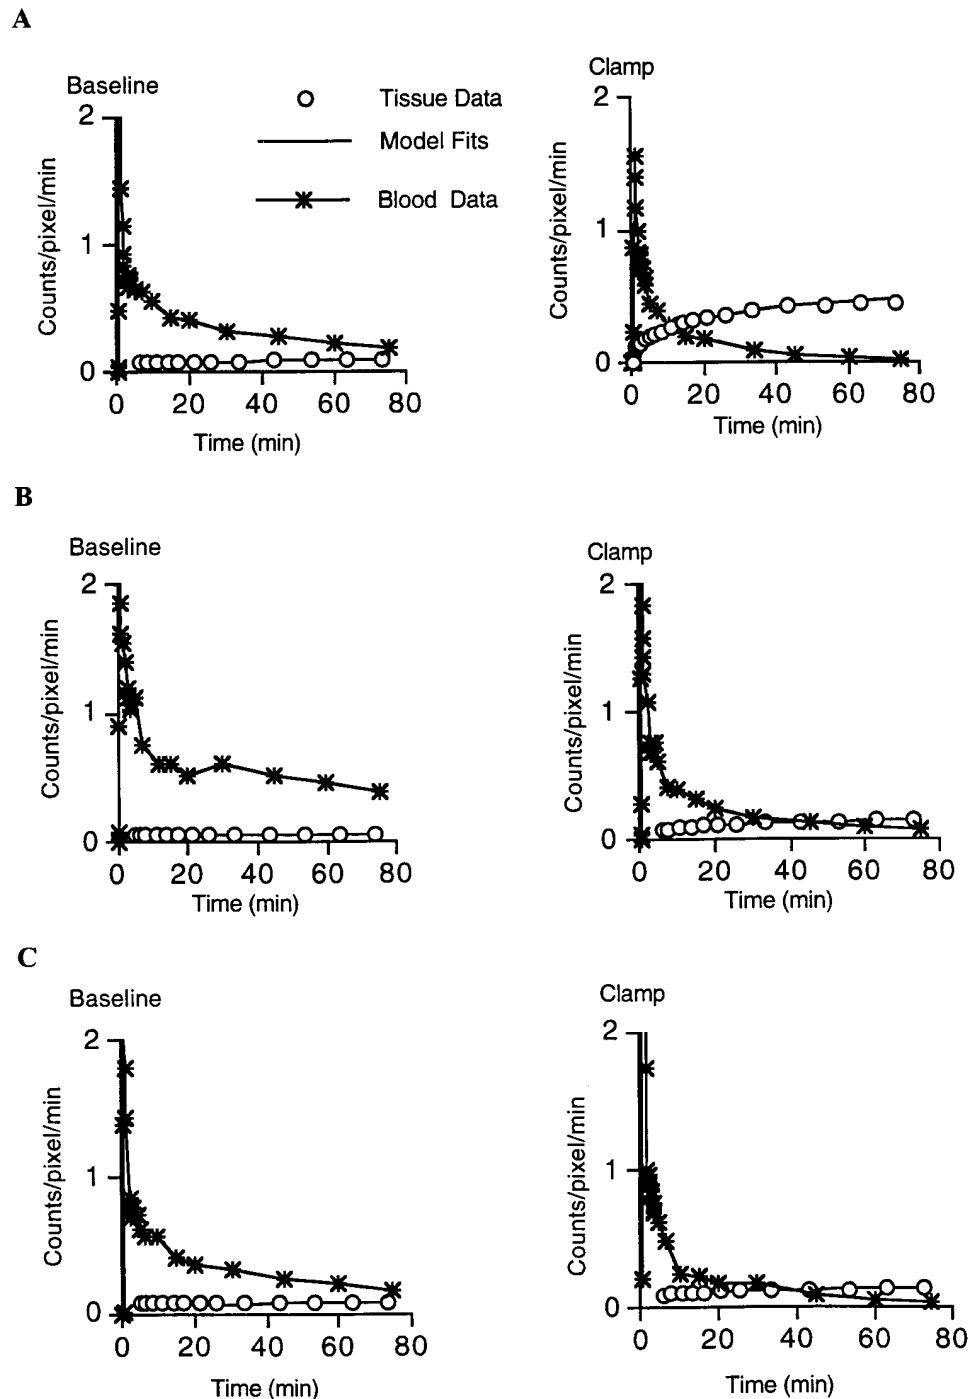 A
Baseline
Tissue Data
Model Fits
Blood Data
2
1
0
Counts/pixel/min
0 20 40 60 80
Time (min)
Clamp
2
1
0
Counts/pixel/min
0 20 40 60 80
Time (min)
B
Baseline
2
1
0
Counts/pixel/min
0 20 40 60 80
Time (min)
Clamp
2
1
0
Counts/pixel/min
0 20 40 60 80
Time (min)
C
Baseline
2
1
0
Counts/pixel/min
0 20 40 60 80
Time (min)
Clamp
2
1
0
Counts/pixel/min
0 20 40 60 80
Time (min)